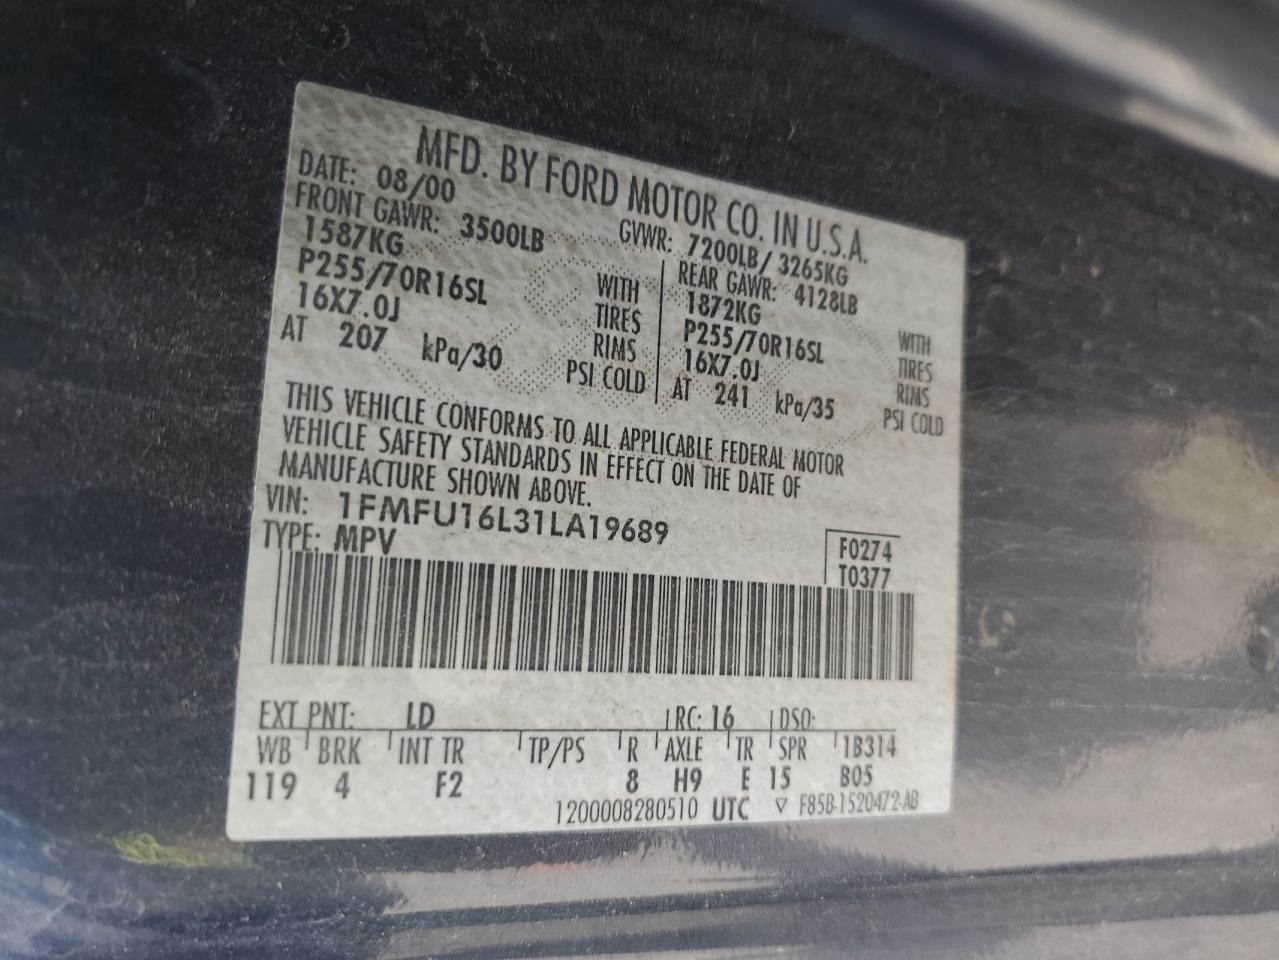 MFD. BY FORD MOTOR CO. IN U.S.A.
DATE: 08/00 GVWR: 7200LB/ 3265KG
FRONT GAWR: 3500LB REAR GAWR: 4128LB
1587KG WITH 1872KG WITH
P255/70R16SL TIRES P255/70R16SL TIRES
16X7.0J RIMS 16X7.0J RIMS
AT 207 kPa/30 PSI COLD AT 241 kPa/35 PSI COLD
THIS VEHICLE CONFORMS TO ALL APPLICABLE FEDERAL MOTOR
VEHICLE SAFETY STANDARDS IN EFFECT ON THE DATE OF
MANUFACTURE SHOWN ABOVE.
VIN: 1FMFU16L31LA19689
TYPE: MPV
F0274
T0377
EXT PNT: LD RC: 16 DSO:
WB BRK INT TR TP/PS R AXLE TR SPR 1B314
119 4 F2 8 H9 E 15 B05
1200008280510 UTC ▽ F85B-1520472-AB